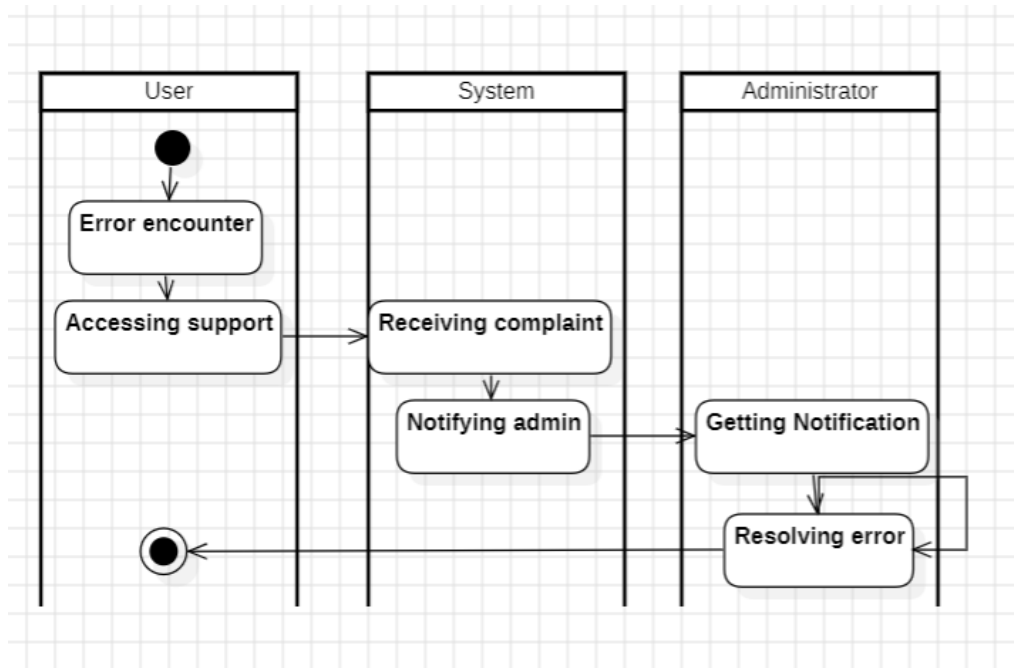 User
System
Administrator
Error encounter
Accessing support
Receiving complaint
Notifying admin
Getting Notification
Resolving error